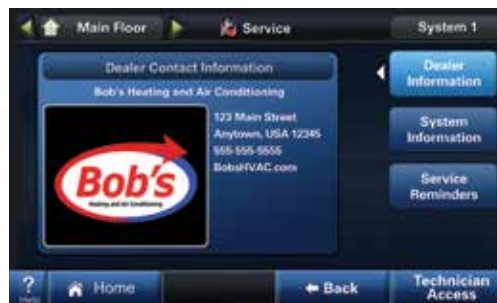 Main Floor
Service
System 1
Dealer Contact Information
Bob's Heating and Air Conditioning
123 Main Street
Anytown, USA 12345
555-555-5555
BobsHVAC.com
Bob's
Heating and Air Conditioning
Dealer
Information
System
Information
Service
Reminders
?
Help
Home
Back
Technician
Access